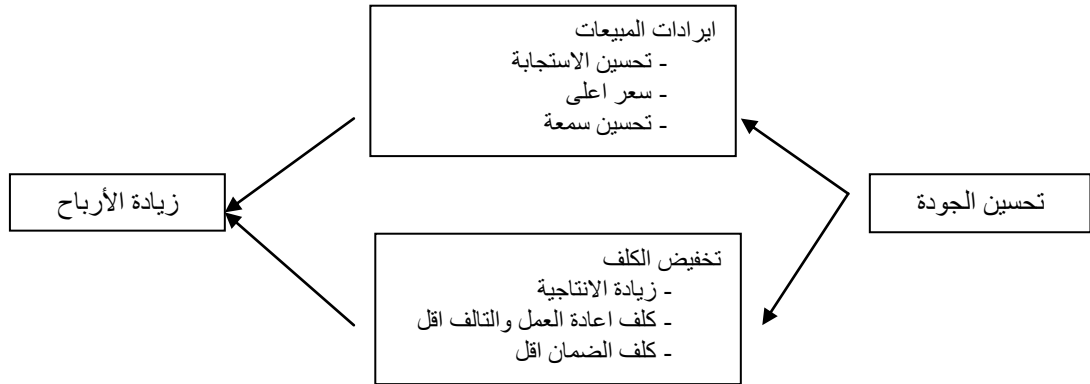 تحسين الجودة
ايرادات المبيعات
- تحسين الاستجابة
- سعر اعلى
- تحسين سمعة
تخفيض الكلف
- زيادة الانتاجية
- كلف اعادة العمل والتالف اقل
- كلف الضمان اقل
زيادة الأرباح